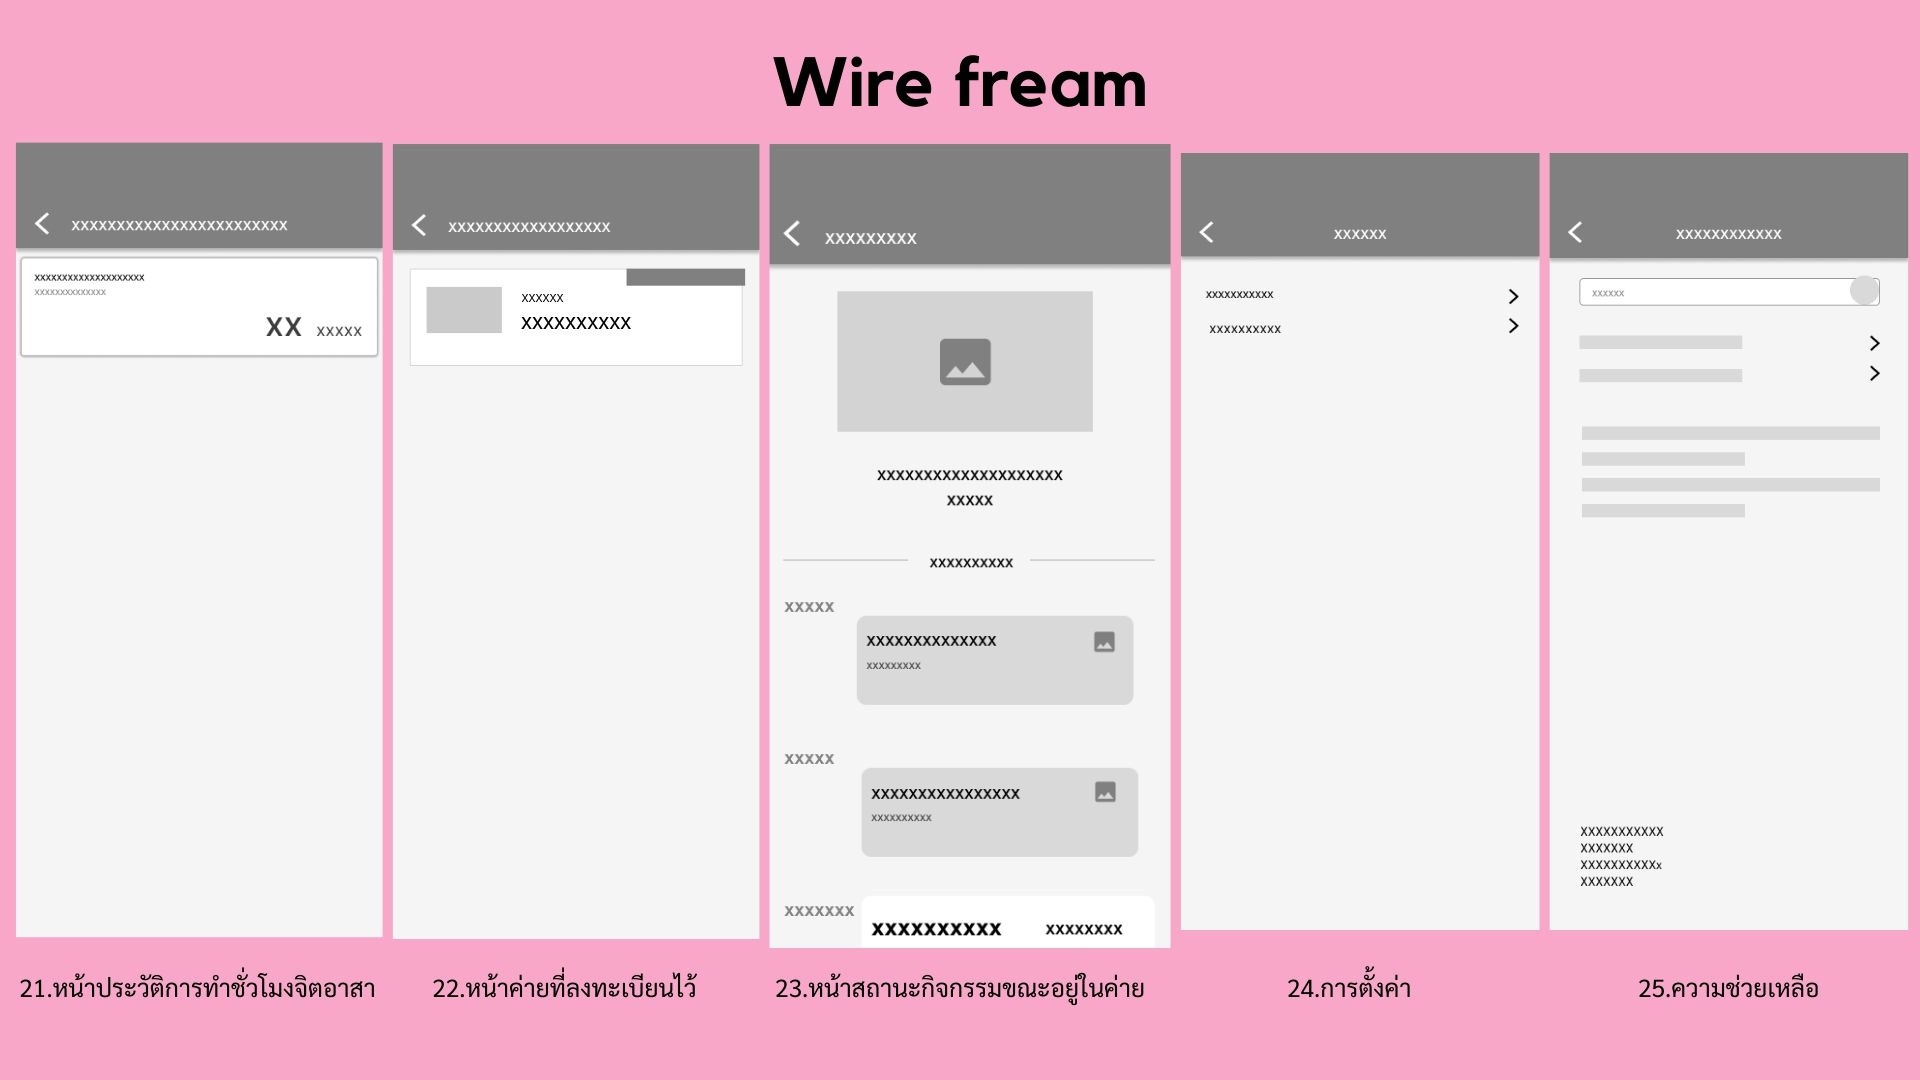 Wire fream
xxxxxxxxxxxxxxxxxxxxxxxx
xxxxxxxxxxxxxxxxxxxx
xxxxxxxxxxxxxx
XX xxxxx
21.หน้าประวัติการทำชั่วโมงจิตอาสา
xxxxxxxxxxxxxxxxxx
xxxxxx
xxxxxxxxxx
22.หน้าค่ายที่ลงทะเบียนไว้
xxxxxxxxx
xxxxxxxxxxxxxxxxxxxx
xxxxx
xxxxxxxxxx
xxxxx
xxxxxxxxxxxxxx
xxxxxxxxx
xxxxx
xxxxxxxxxxxxxxxx
xxxxxxxxxx
xxxxxxx
xxxxxxxxxx xxxxxxxx
23.หน้าสถานะกิจกรรมขณะอยู่ในค่าย
xxxxxx
xxxxxxxxxxx
xxxxxxxxxx
24.การตั้งค่า
xxxxxxxxxxxx
xxxxxx
XXXXXXXXXXX
XXXXXXX
XXXXXXXXXXx
XXXXXXX
25.ความช่วยเหลือ